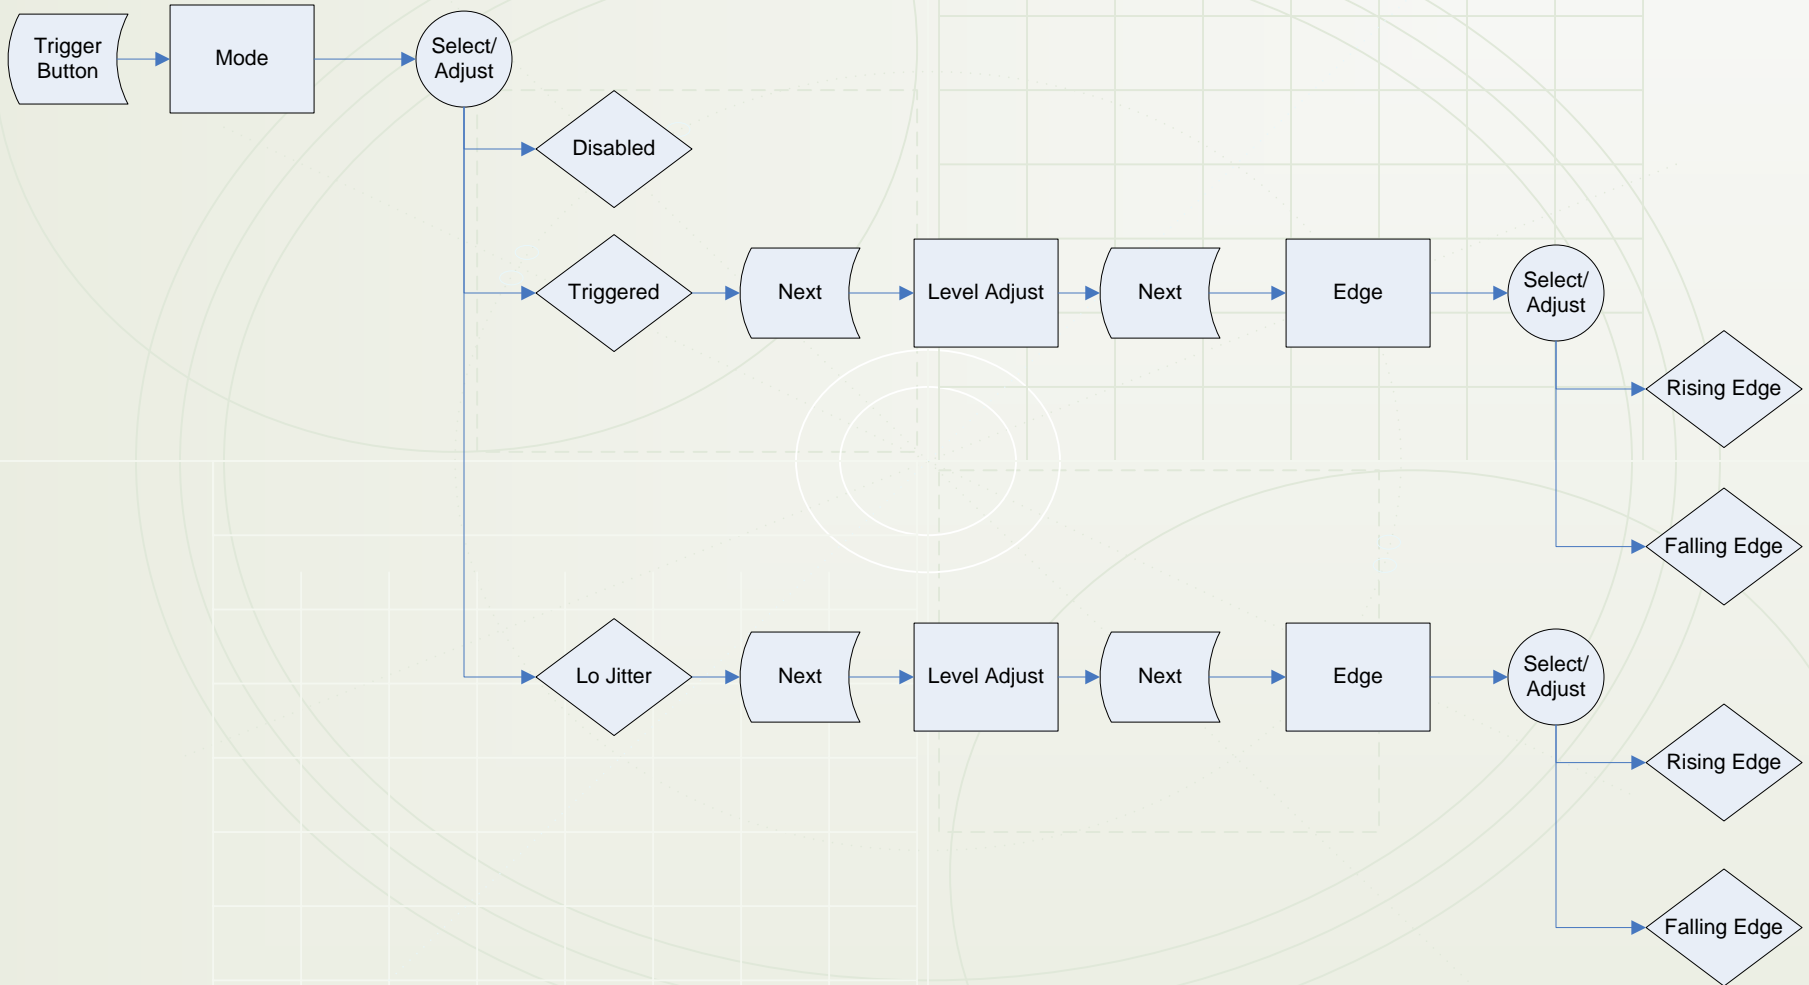 Trigger
Button
Mode
Select/
Adjust
Disabled
Triggered
Next
Level Adjust
Next
Edge
Select/
Adjust
Rising Edge
Falling Edge
Lo Jitter
Next
Level Adjust
Next
Edge
Select/
Adjust
Rising Edge
Falling Edge